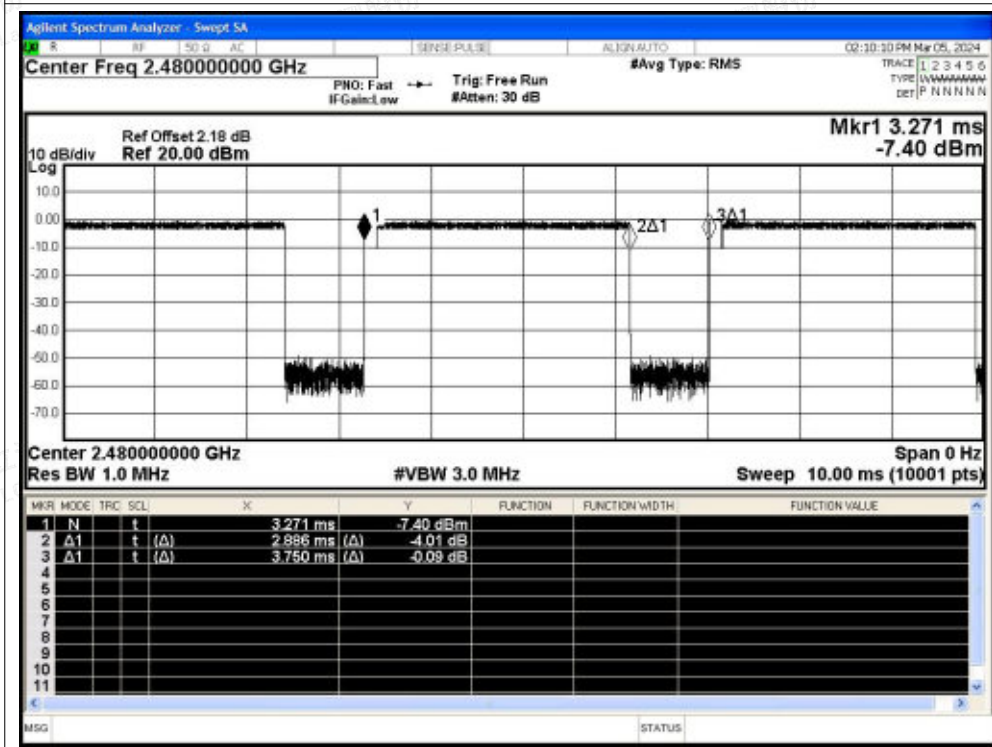 Agilent Spectrum Analyzer - Swept SA
R RF 50 Ω AC SENSE:PULSE ALIGN AUTO 02:10:10 PM Mar 05, 2024
Center Freq 2.480000000 GHz #Avg Type: RMS TRACE 1 2 3 4 5 6
PNO: Fast Trig: Free Run TYPE
IFGain:Low #Atten: 30 dB DET P N N N N N
Mkr1 3.271 ms
-7.40 dBm
Ref Offset 2.18 dB
10 dB/div Ref 20.00 dBm
Log
10.0
0.00
-10.0
-20.0
-30.0
-40.0
-50.0
-60.0
-70.0
1
2Δ1
3Δ1
Center 2.480000000 GHz Span 0 Hz
Res BW 1.0 MHz #VBW 3.0 MHz Sweep 10.00 ms (10001 pts)
MKR MODE TRC SCL X Y FUNCTION FUNCTION WIDTH FUNCTION VALUE
1 N t 3.271 ms -7.40 dBm
2 Δ1 t (Δ) 2.886 ms (Δ) -4.01 dB
3 Δ1 t (Δ) 3.750 ms (Δ) -0.09 dB
4
5
6
7
8
9
10
11
MSG STATUS